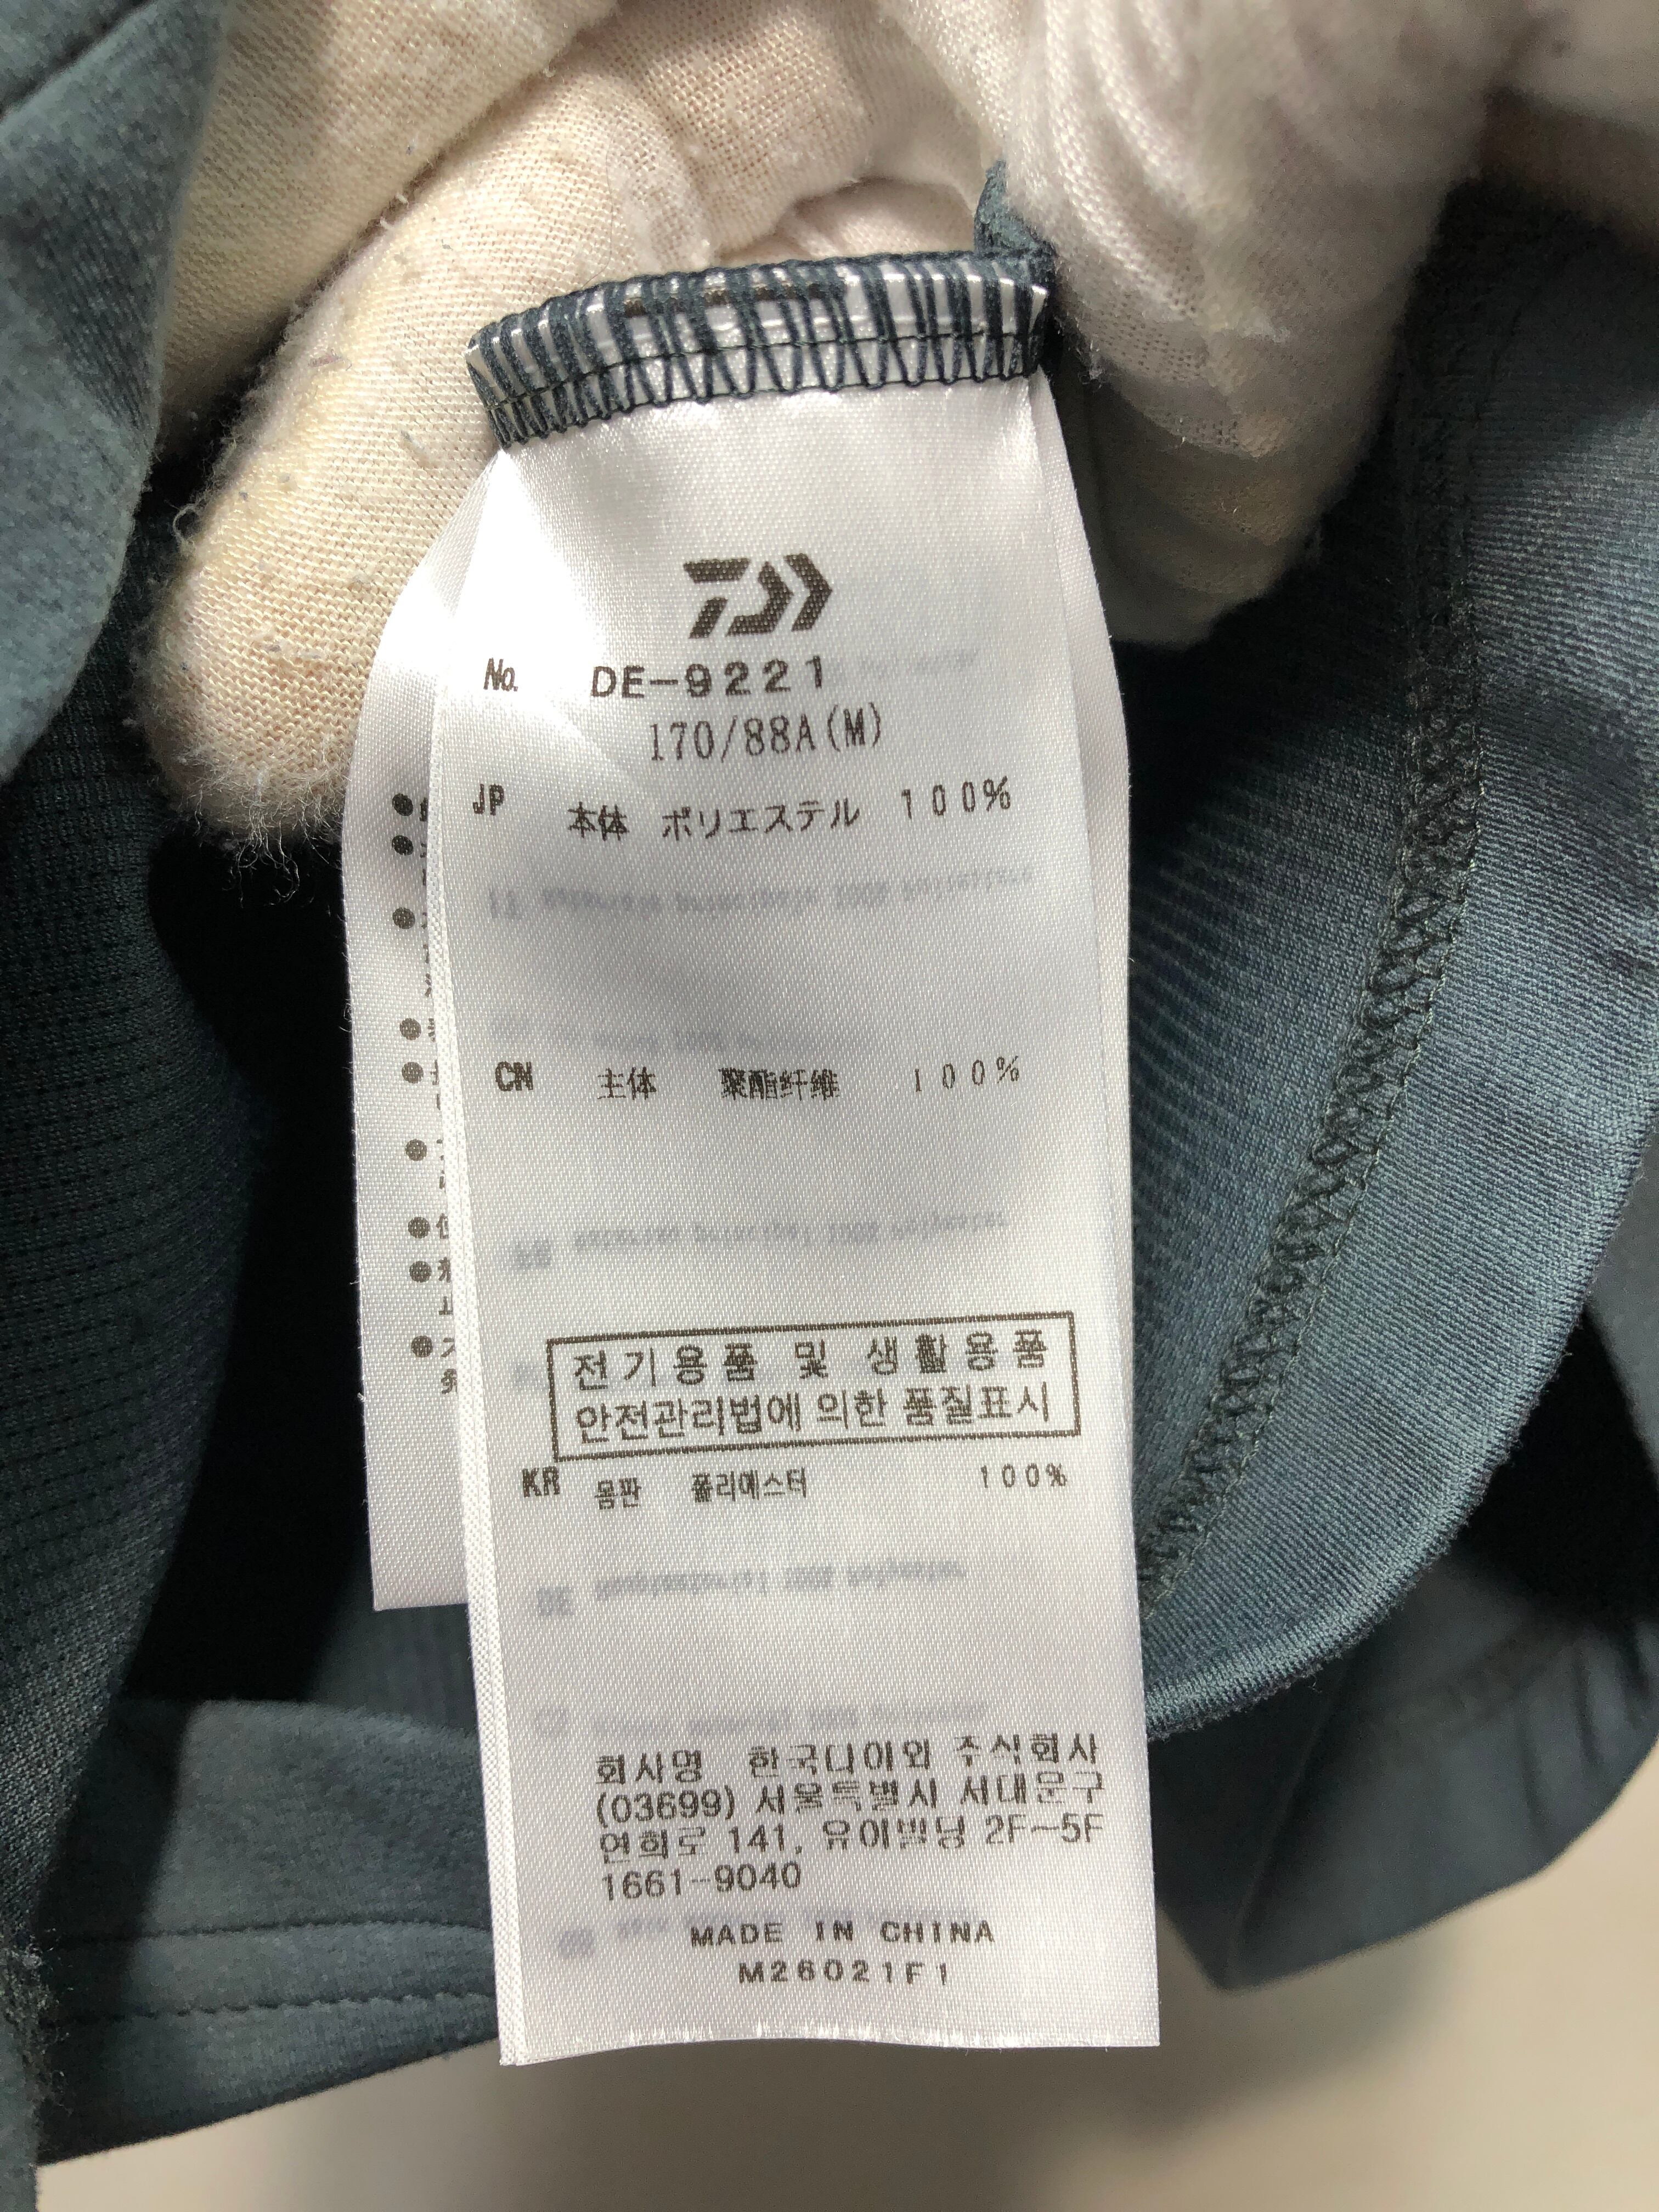 No. DE-9221
170/88A(M)
JP 本体 ポリエステル 100%
CN 主体 聚酯纤维 100%
전기용품 및 생활용품
안전관리법에 의한 품질표시
KR 몸판 폴리에스터 100%
회사명 한국다이와 주식회사
(03699) 서울특별시 서대문구
연희로 141, 유이빌딩 2F~5F
1661-9040
MADE IN CHINA
M26021F1